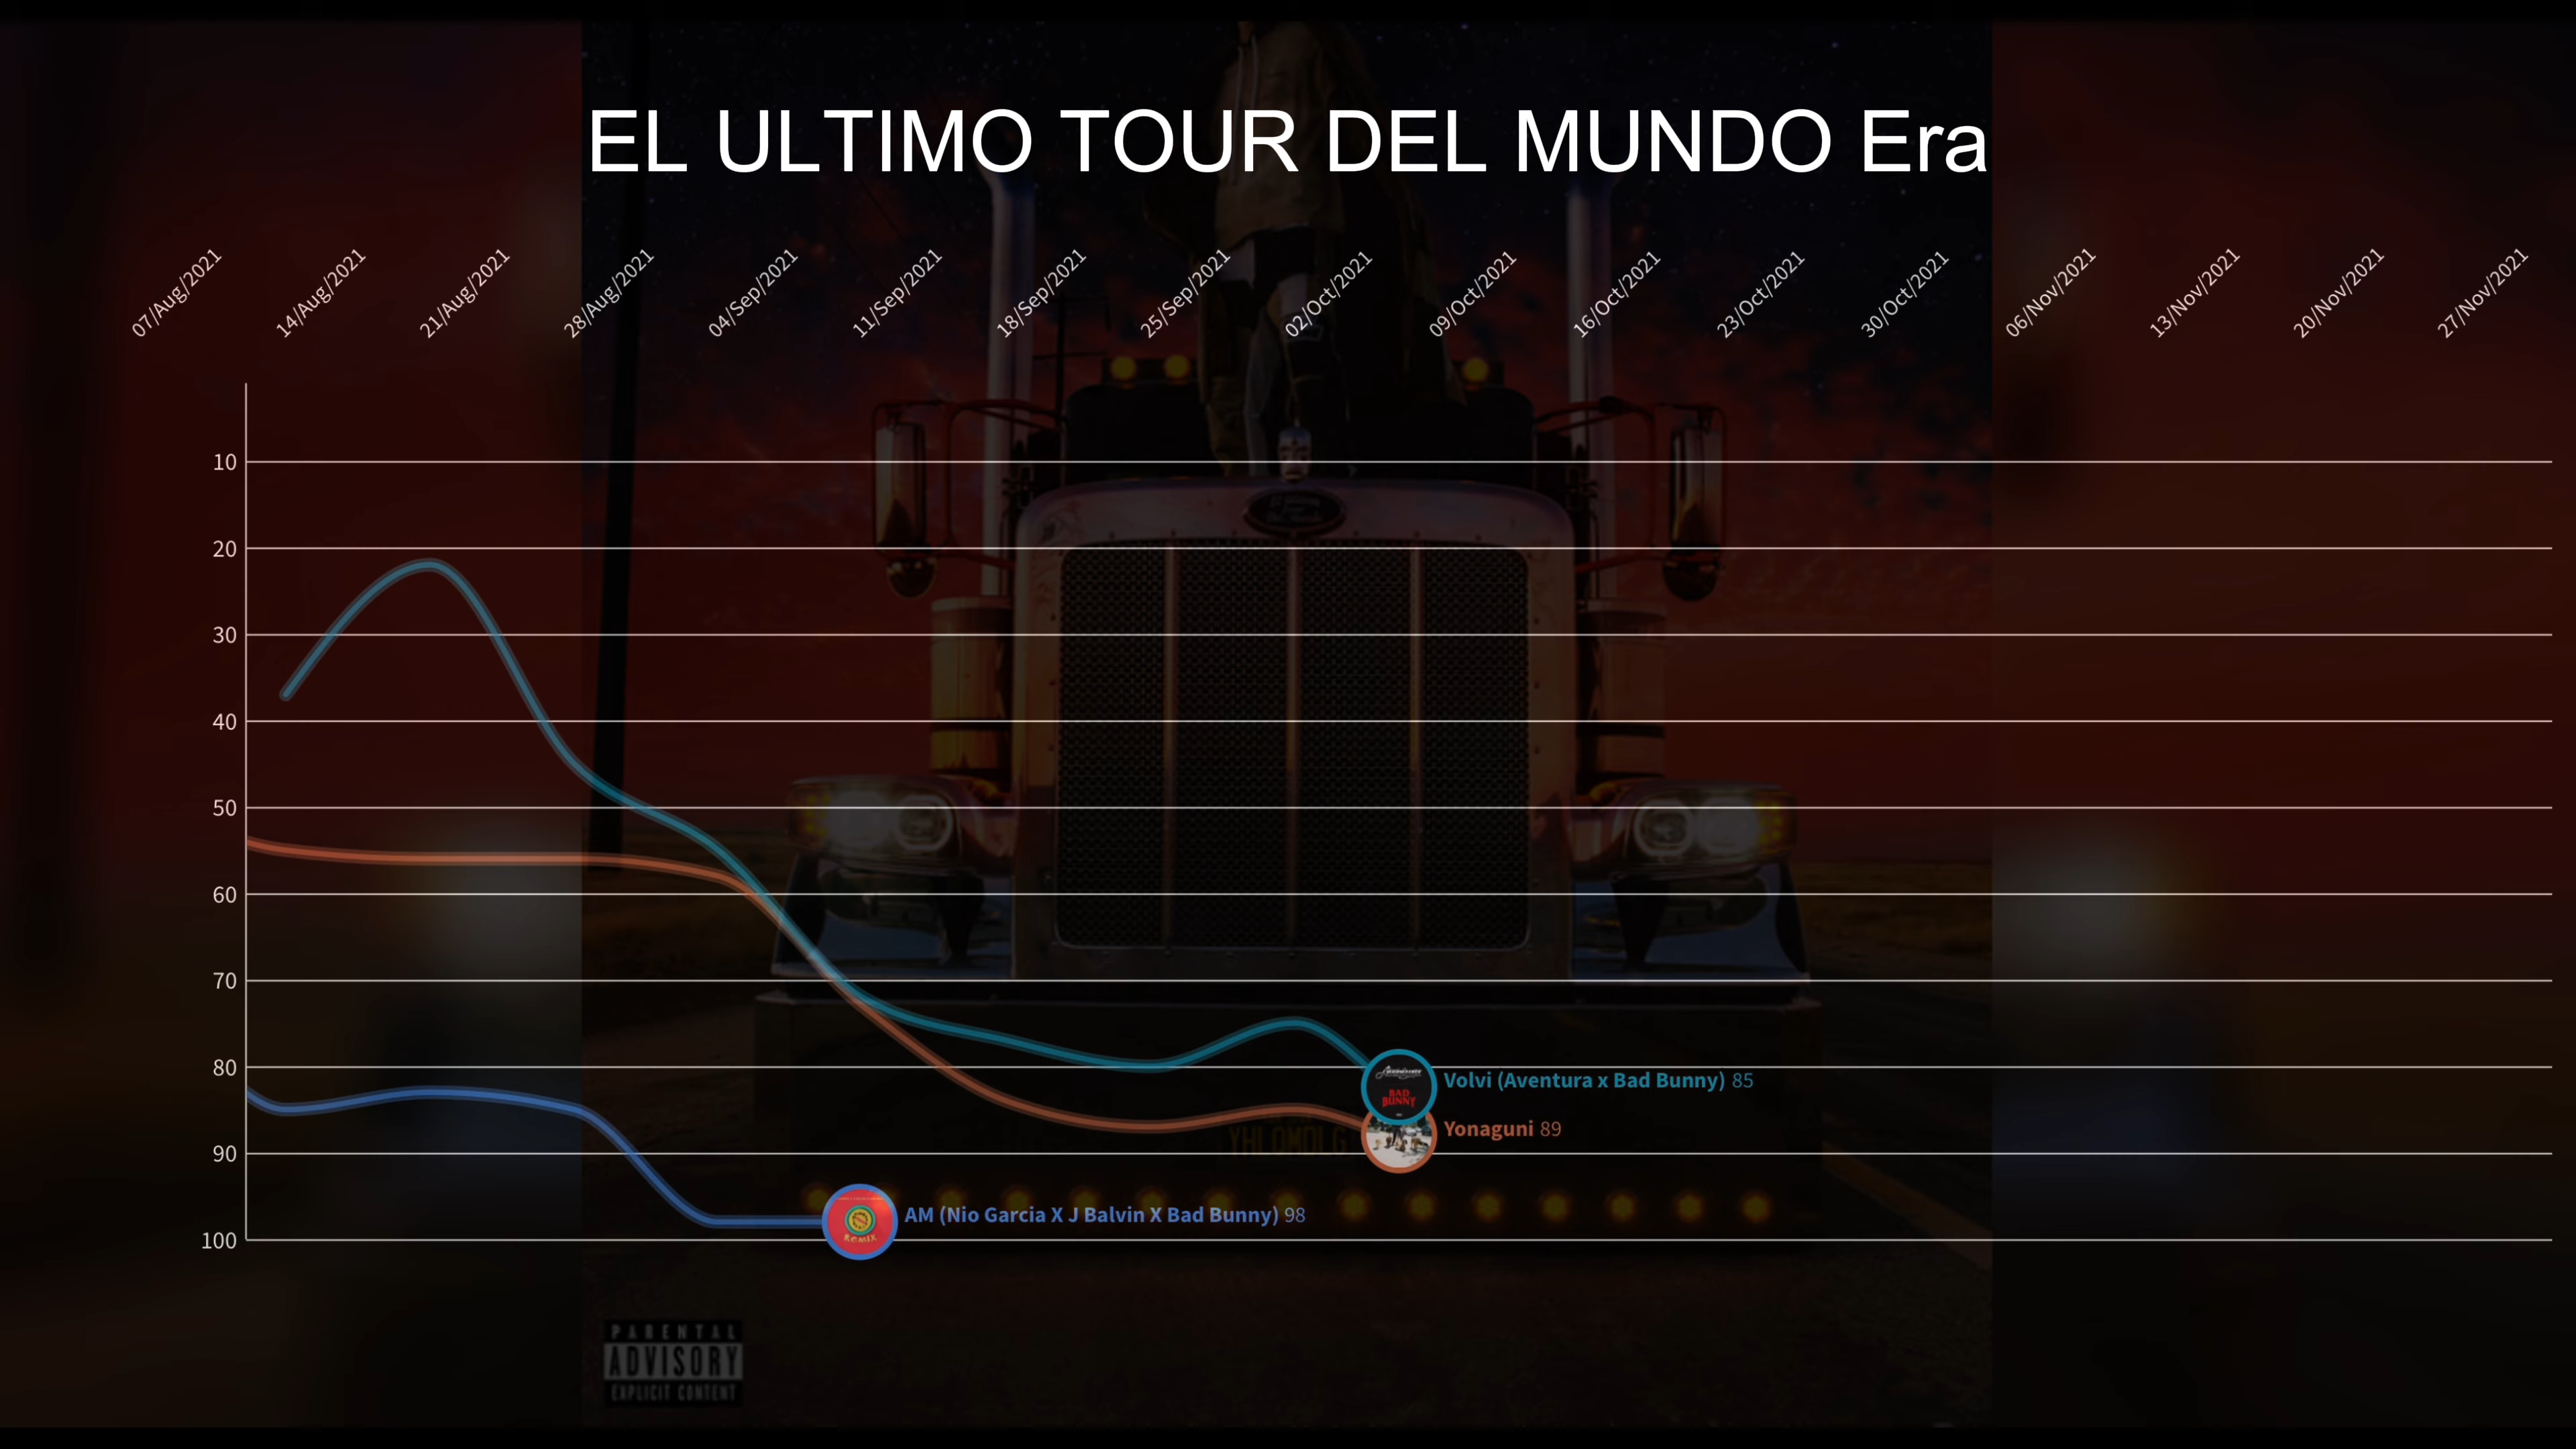 EL ULTIMO TOUR DEL MUNDO Era
07/Aug/2021
14/Aug/2021
21/Aug/2021
28/Aug/2021
04/Sep/2021
11/Sep/2021
18/Sep/2021
25/Sep/2021
02/Oct/2021
09/Oct/2021
16/Oct/2021
23/Oct/2021
30/Oct/2021
06/Nov/2021
13/Nov/2021
20/Nov/2021
27/Nov/2021
10
20
30
40
50
60
70
80
90
100
BAD
BUNNY
Volvi (Aventura x Bad Bunny) 85
Yonaguni 89
YHLQMDLG
REMIX
AM (Nio Garcia X J Balvin X Bad Bunny) 98
PARENTAL
ADVISORY
EXPLICIT CONTENT